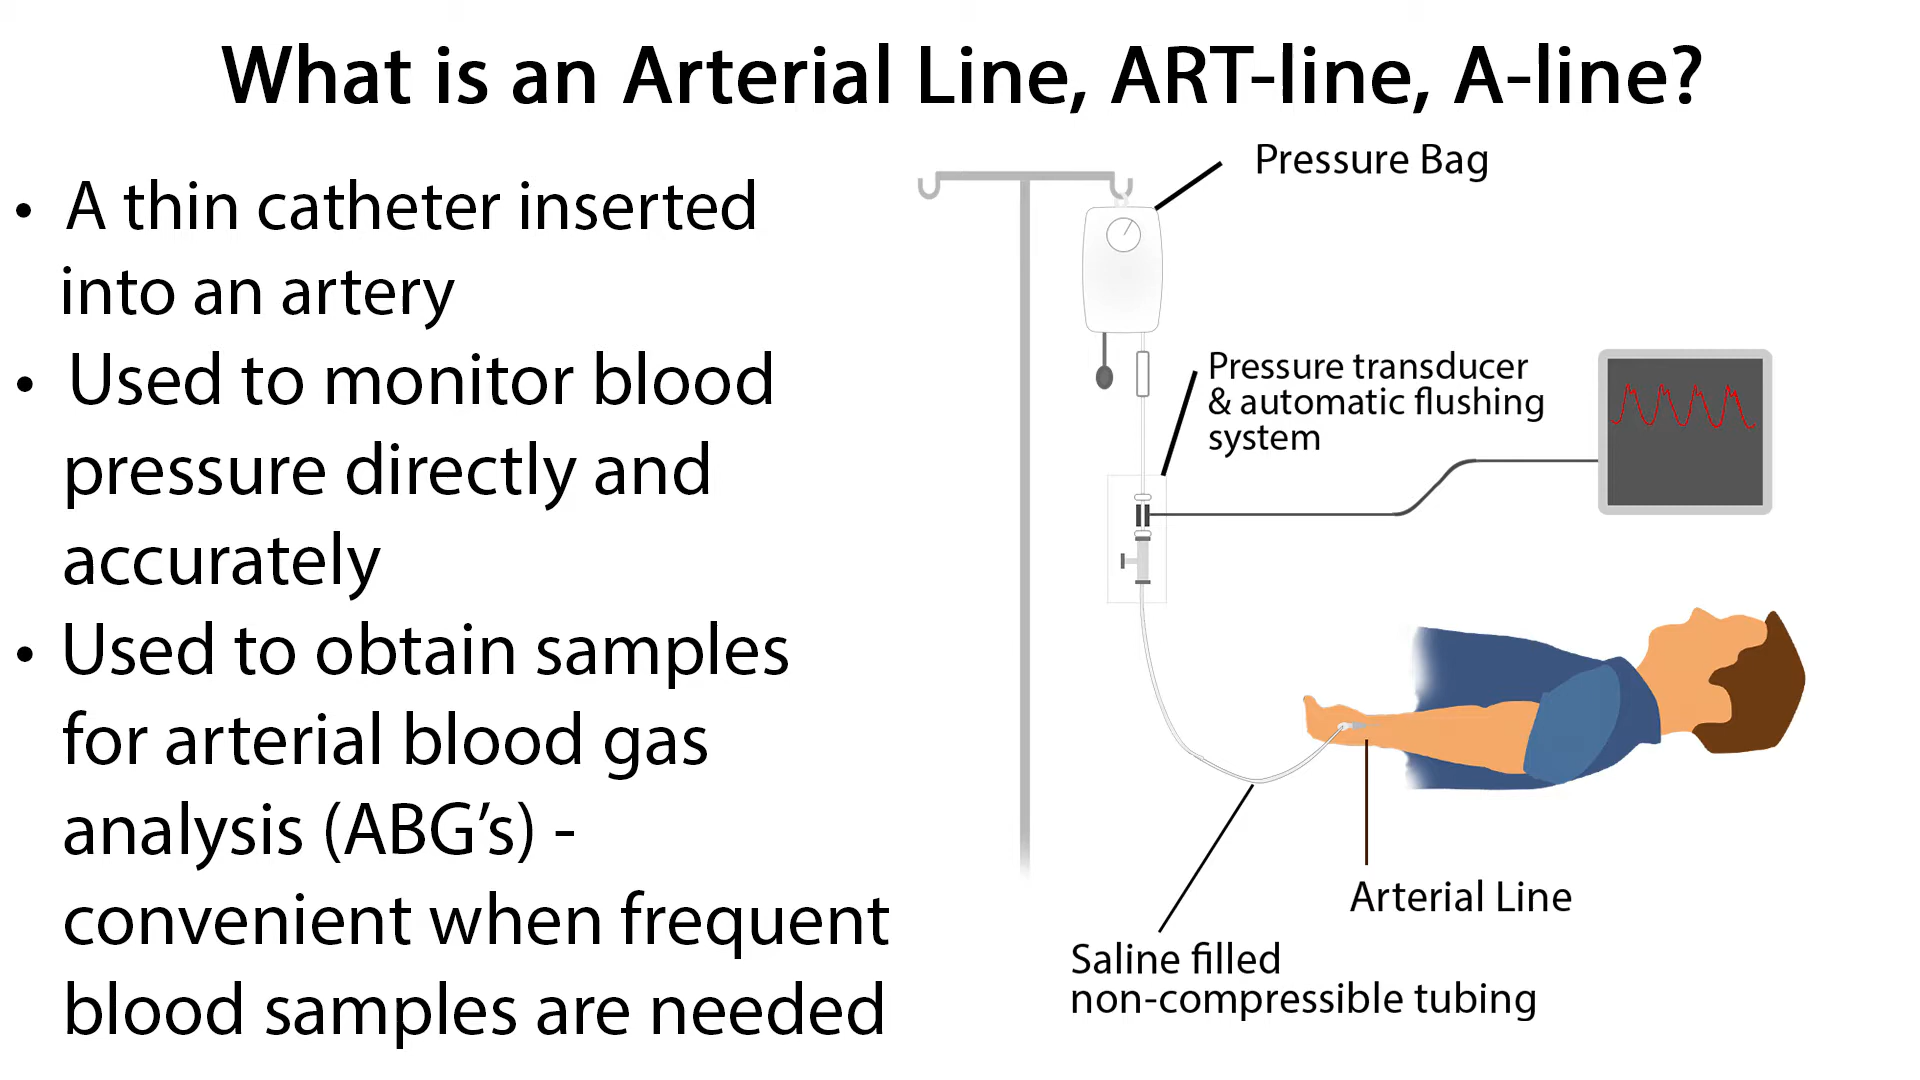 What is an Arterial Line, ART-line, A-line?
• A thin catheter inserted
into an artery
• Used to monitor blood
pressure directly and
accurately
• Used to obtain samples
for arterial blood gas
analysis (ABG’s) -
convenient when frequent
blood samples are needed
Pressure Bag
Pressure transducer
& automatic flushing
system
Arterial Line
Saline filled
non-compressible tubing